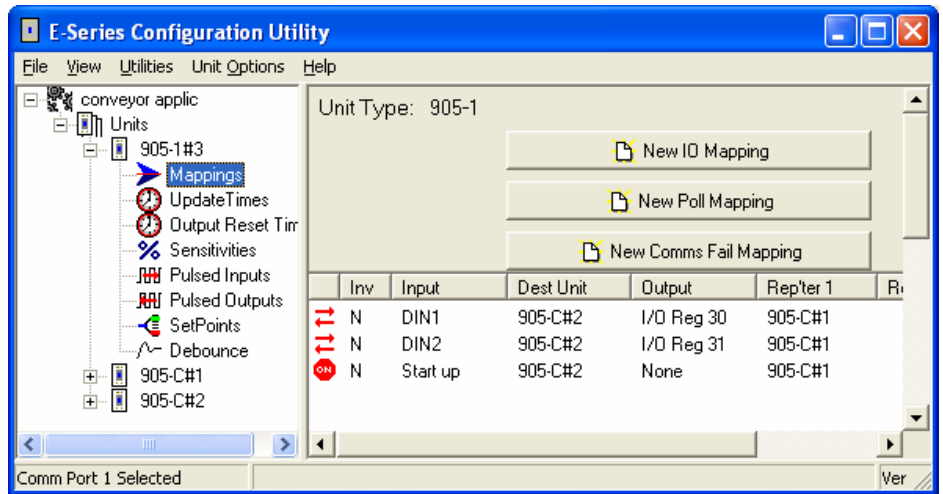 E-Series Configuration Utility
File View Utilities Unit Options Help
conveyor applic
Units
905-1#3
Mappings
UpdateTimes
Output Reset Tim
Sensitivities
Pulsed Inputs
Pulsed Outputs
SetPoints
Debounce
905-C#1
905-C#2
Unit Type: 905-1
New IO Mapping
New Poll Mapping
New Comms Fail Mapping
Inv Input Dest Unit Output Rep'ter 1 R
N DIN1 905-C#2 I/O Reg 30 905-C#1
N DIN2 905-C#2 I/O Reg 31 905-C#1
ON N Start up 905-C#2 None 905-C#1
Comm Port 1 Selected Ver